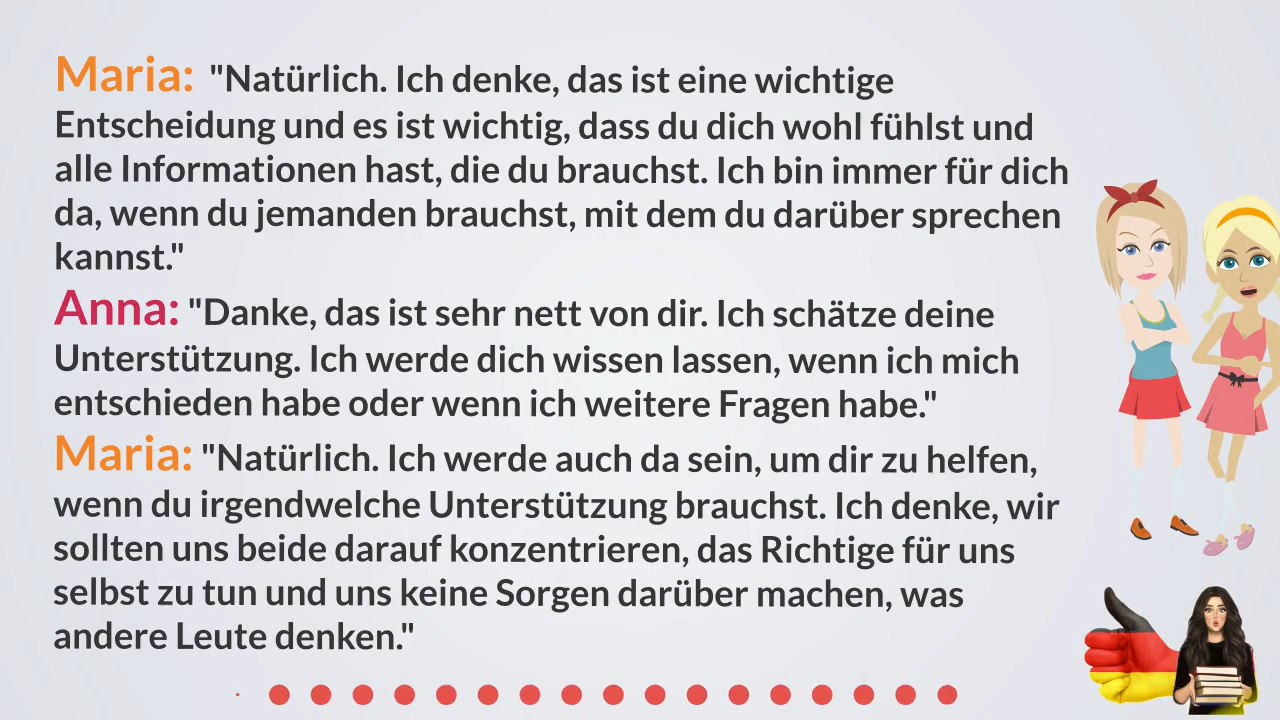 Maria: "Natürlich. Ich denke, das ist eine wichtige
Entscheidung und es ist wichtig, dass du dich wohl fühlst und
alle Informationen hast, die du brauchst. Ich bin immer für dich
da, wenn du jemanden brauchst, mit dem du darüber sprechen
kannst."
Anna: "Danke, das ist sehr nett von dir. Ich schätze deine
Unterstützung. Ich werde dich wissen lassen, wenn ich mich
entschieden habe oder wenn ich weitere Fragen habe."
Maria: "Natürlich. Ich werde auch da sein, um dir zu helfen,
wenn du irgendwelche Unterstützung brauchst. Ich denke, wir
sollten uns beide darauf konzentrieren, das Richtige für uns
selbst zu tun und uns keine Sorgen darüber machen, was
andere Leute denken."